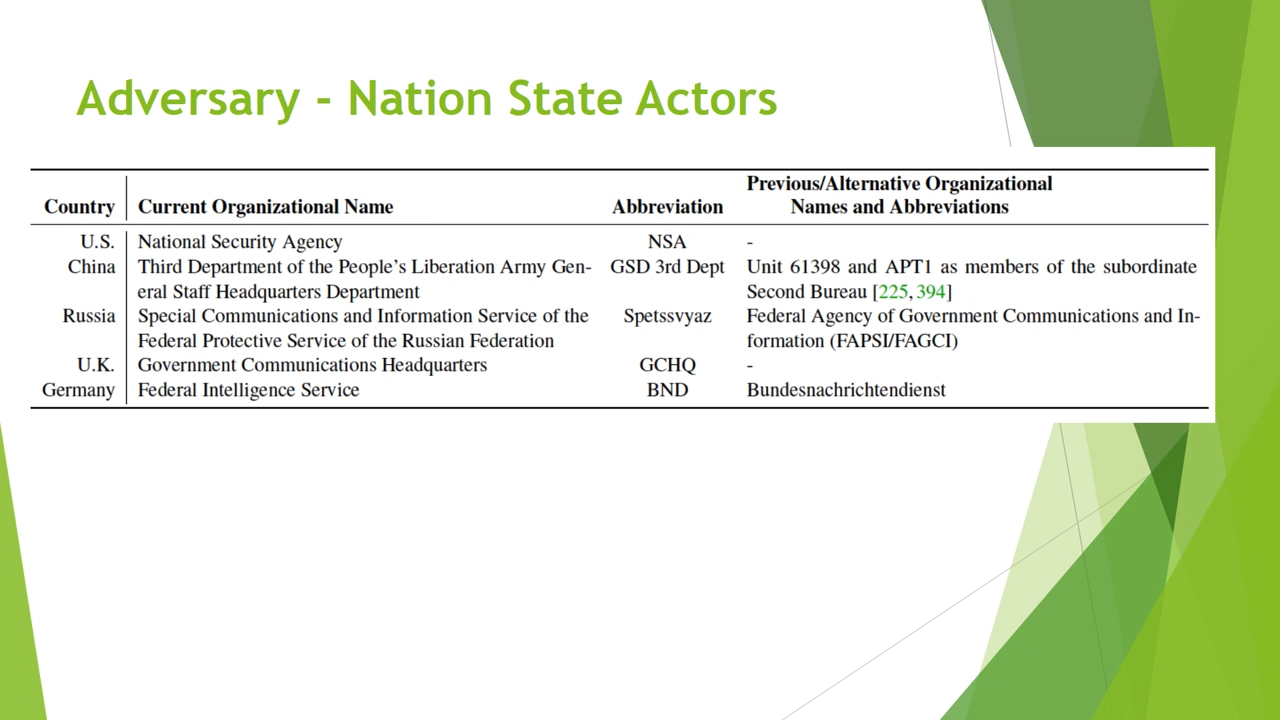 Adversary - Nation State Actors
Previous/Alternative Organizational
Country Current Organizational Name Abbreviation Names and Abbreviations
U.S. National Security Agency NSA -
China Third Department of the People’s Liberation Army Gen- GSD 3rd Dept Unit 61398 and APT1 as members of the subordinate
eral Staff Headquarters Department Second Bureau [225, 394]
Russia Special Communications and Information Service of the Spetssvyaz Federal Agency of Government Communications and In-
Federal Protective Service of the Russian Federation formation (FAPSI/FAGCI)
U.K. Government Communications Headquarters GCHQ -
Germany Federal Intelligence Service BND Bundesnachrichtendienst